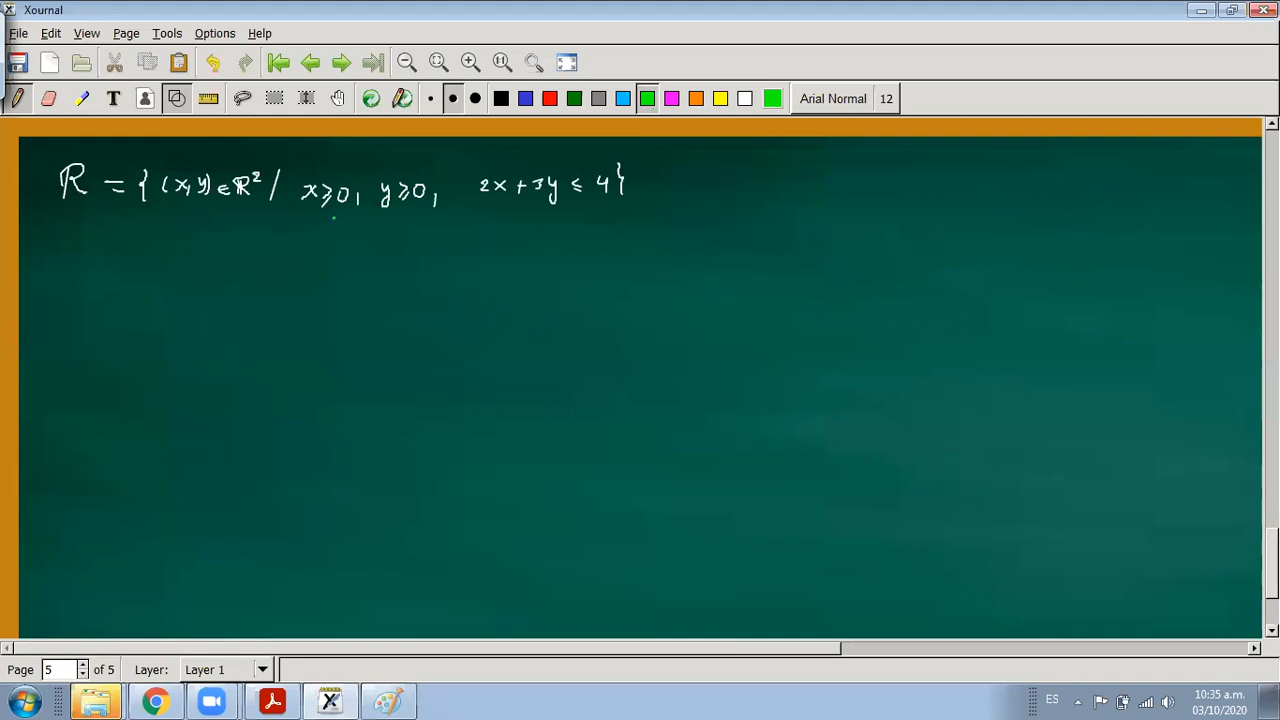 Xournal
File Edit View Page Tools Options Help
T Arial Normal 12
ℝ = { (x,y) ∈ ℝ² / x ⩾ 0, y ⩾ 0, 2x + 3y ≤ 4 }
Page 5 of 5 Layer: Layer 1
ES 10:35 a.m.
03/10/2020